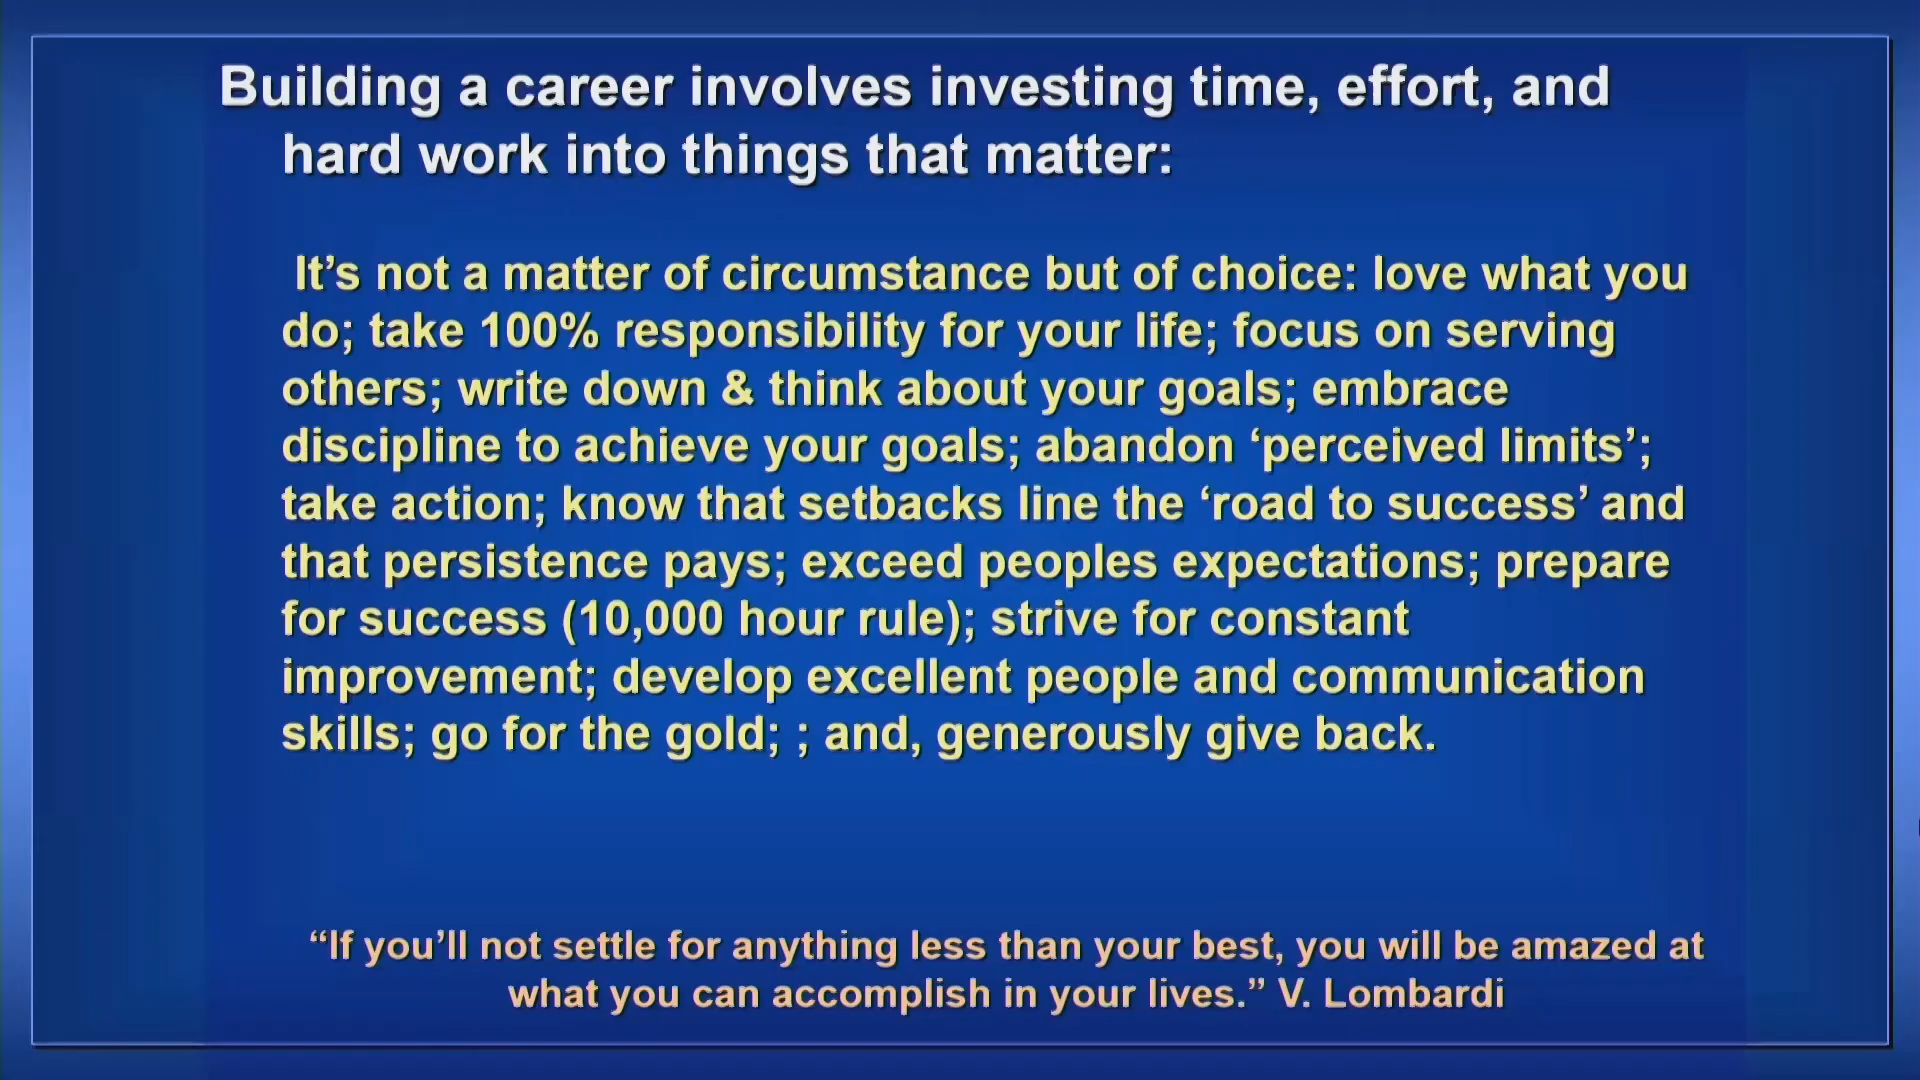 Building a career involves investing time, effort, and
hard work into things that matter:
It’s not a matter of circumstance but of choice: love what you
do; take 100% responsibility for your life; focus on serving
others; write down & think about your goals; embrace
discipline to achieve your goals; abandon ‘perceived limits’;
take action; know that setbacks line the ‘road to success’ and
that persistence pays; exceed peoples expectations; prepare
for success (10,000 hour rule); strive for constant
improvement; develop excellent people and communication
skills; go for the gold; ; and, generously give back.
“If you’ll not settle for anything less than your best, you will be amazed at
what you can accomplish in your lives.” V. Lombardi